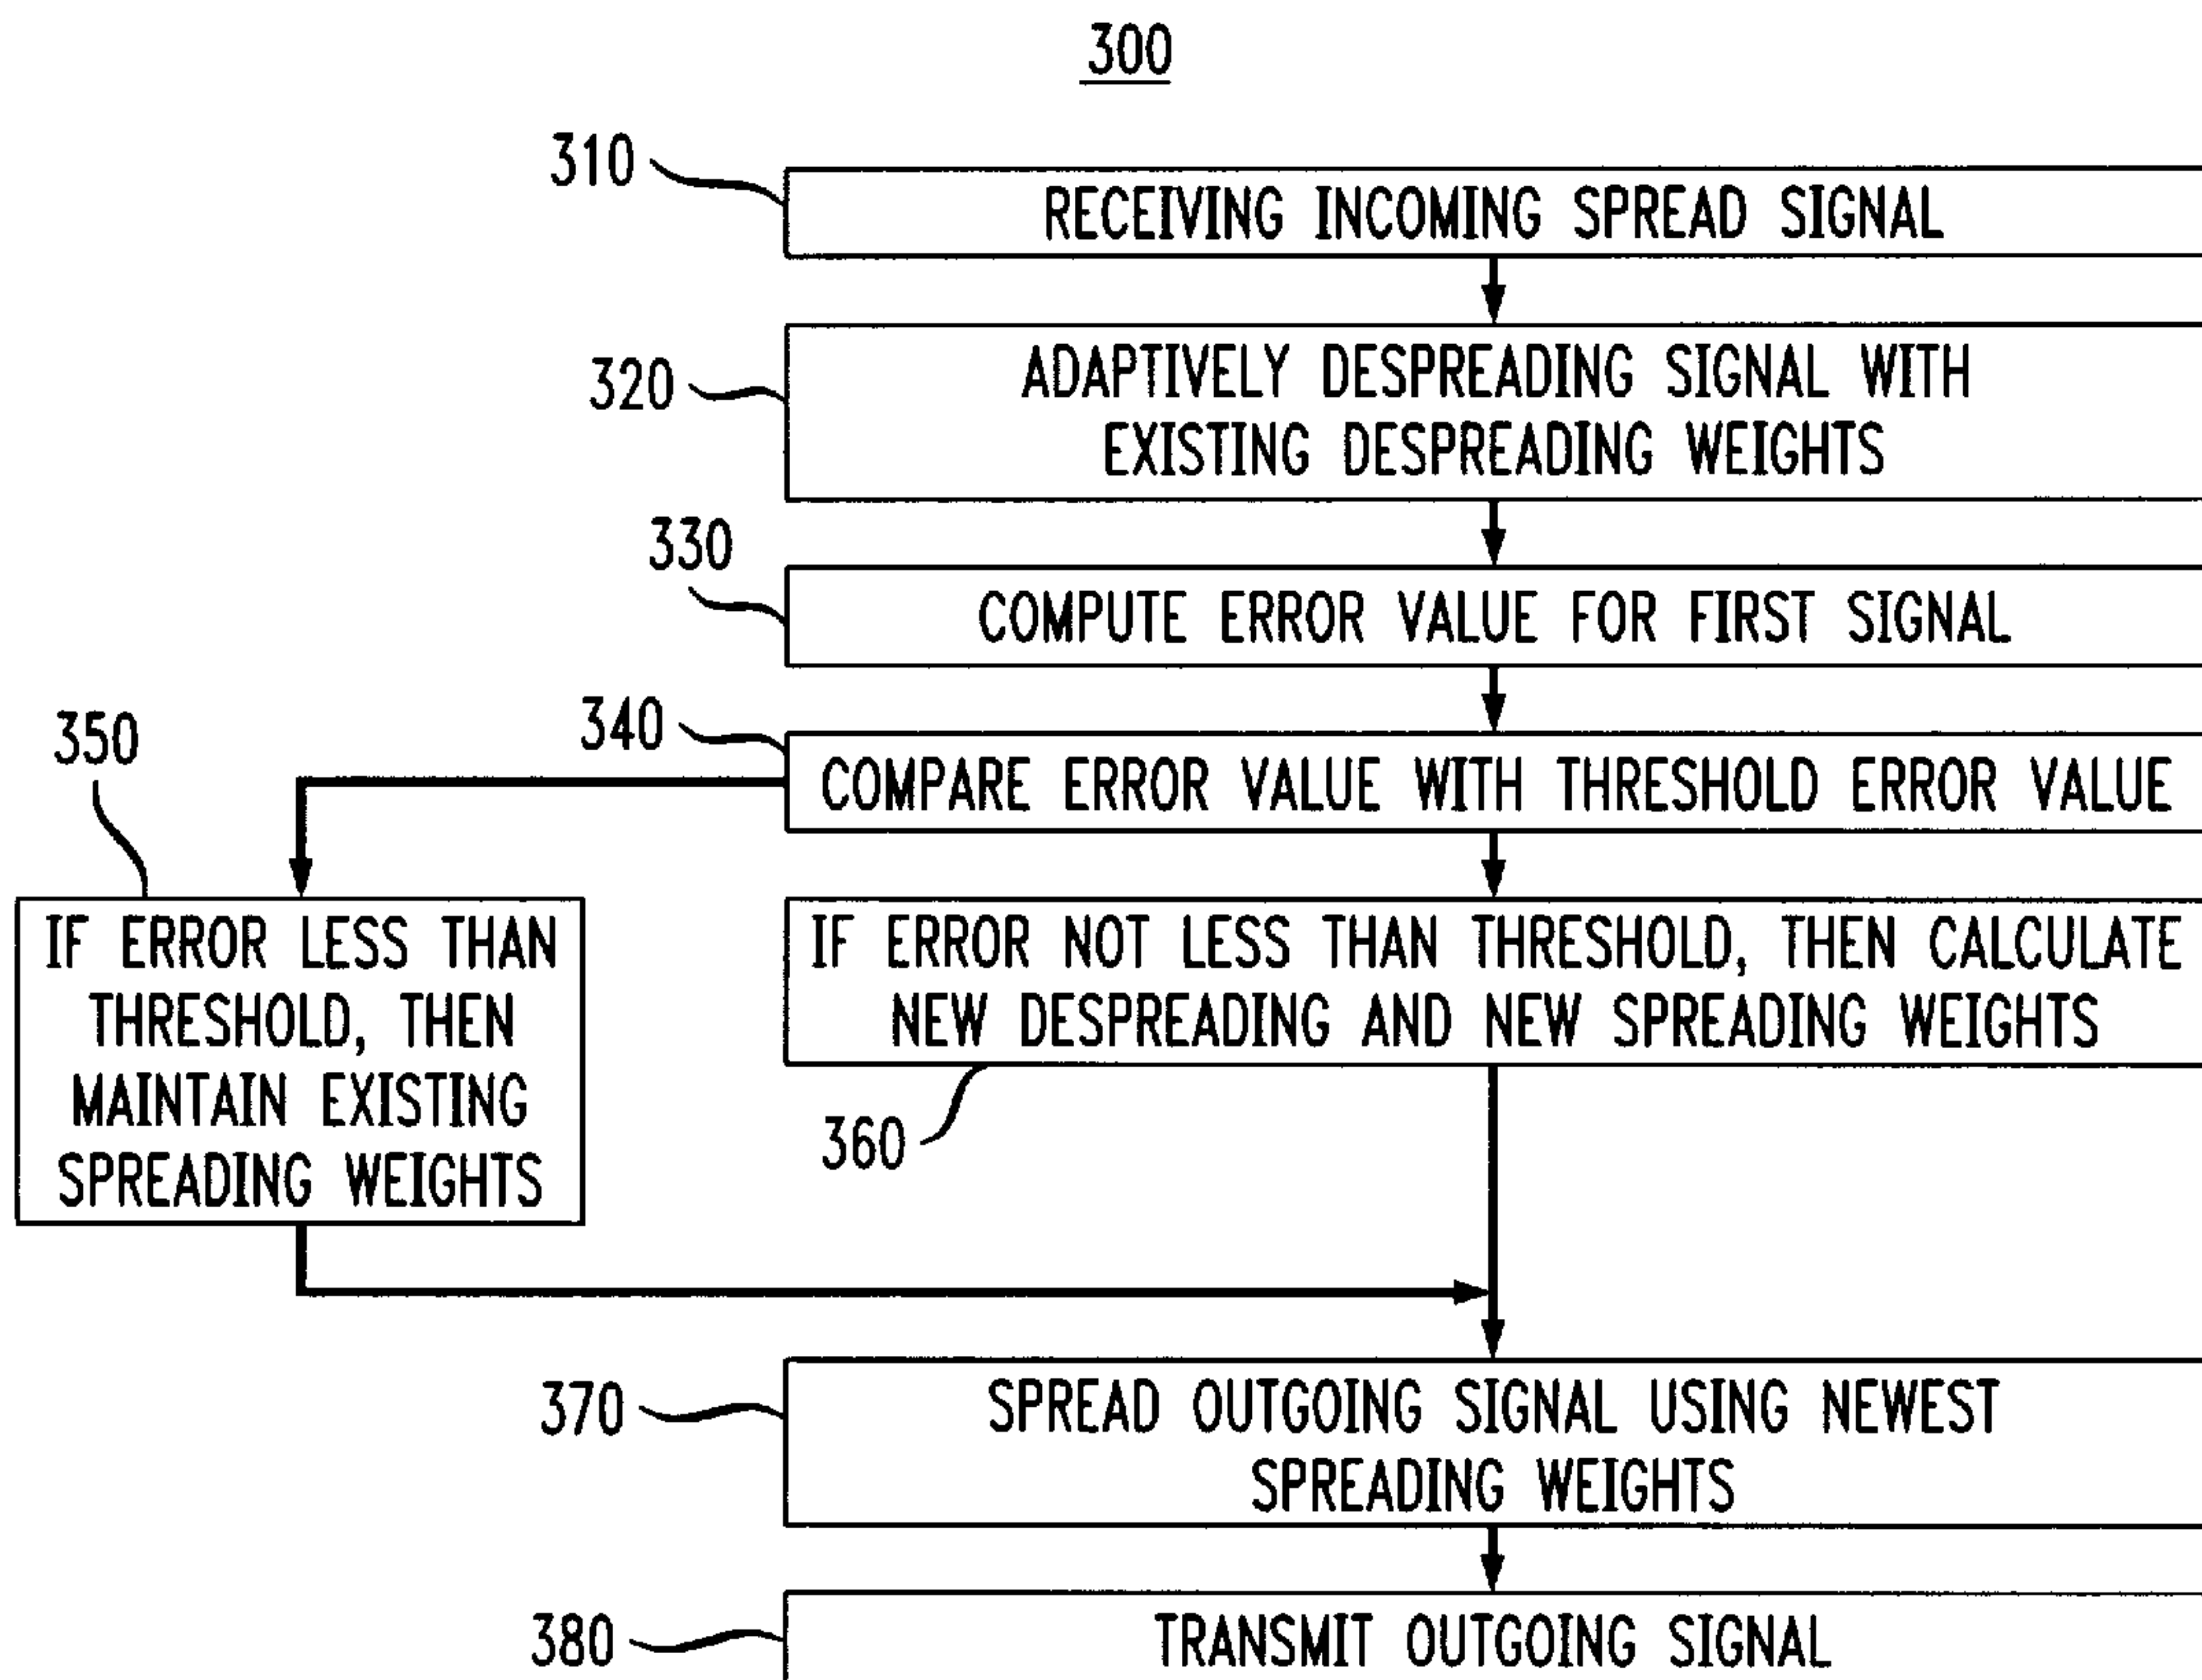 300
310
RECEIVING INCOMING SPREAD SIGNAL
320
ADAPTIVELY DESPREADING SIGNAL WITH
EXISTING DESPREADING WEIGHTS
330
COMPUTE ERROR VALUE FOR FIRST SIGNAL
340
COMPARE ERROR VALUE WITH THRESHOLD ERROR VALUE
350
IF ERROR LESS THAN
THRESHOLD, THEN
MAINTAIN EXISTING
SPREADING WEIGHTS
IF ERROR NOT LESS THAN THRESHOLD, THEN CALCULATE
NEW DESPREADING AND NEW SPREADING WEIGHTS
360
370
SPREAD OUTGOING SIGNAL USING NEWEST
SPREADING WEIGHTS
380
TRANSMIT OUTGOING SIGNAL